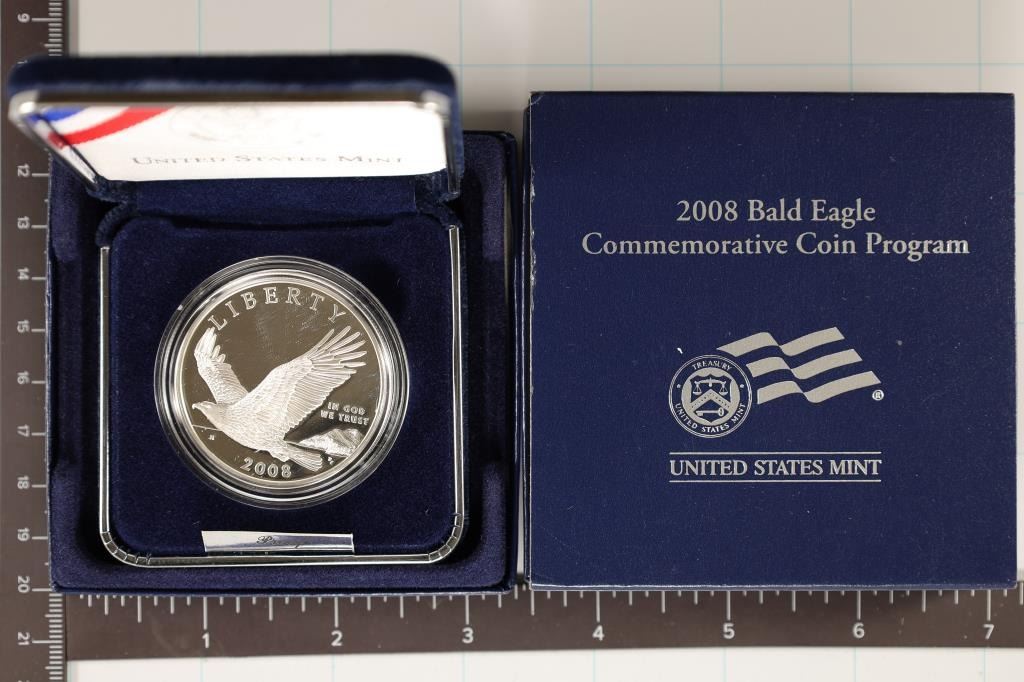 UNITED STATES MINT
LIBERTY
IN GOD
WE TRUST
2008
Proof
2008 Bald Eagle
Commemorative Coin Program
TREASURY
UNITED STATES MINT
®
UNITED STATES MINT
9
12
13
14
15
16
17
18
19
20
21
1 2 3 4 5 6 7